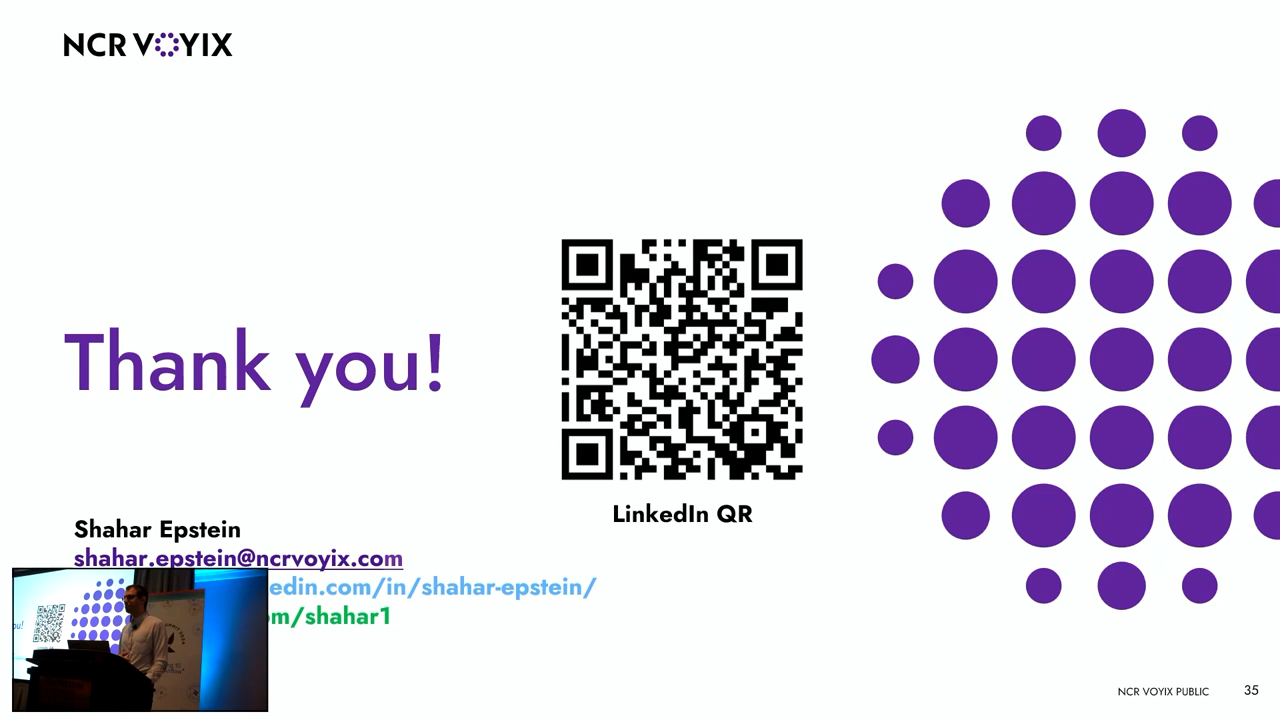 NCR VOYIX
Thank you!
LinkedIn QR
Shahar Epstein
shahar.epstein@ncrvoyix.com
edin.com/in/shahar-epstein/
om/shahar1
NCR VOYIX PUBLIC
35